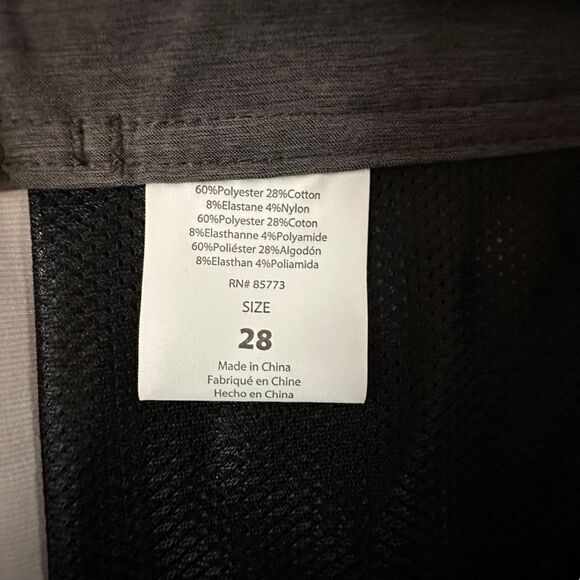 60%Polyester 28%Cotton
8%Elastane 4%Nylon
60%Polyester 28%Coton
8%Elasthanne 4%Polyamide
60%Poliéster 28%Algodón
8%Elasthan 4%Poliamida
RN# 85773
SIZE
28
Made in China
Fabriqué en Chine
Hecho en China